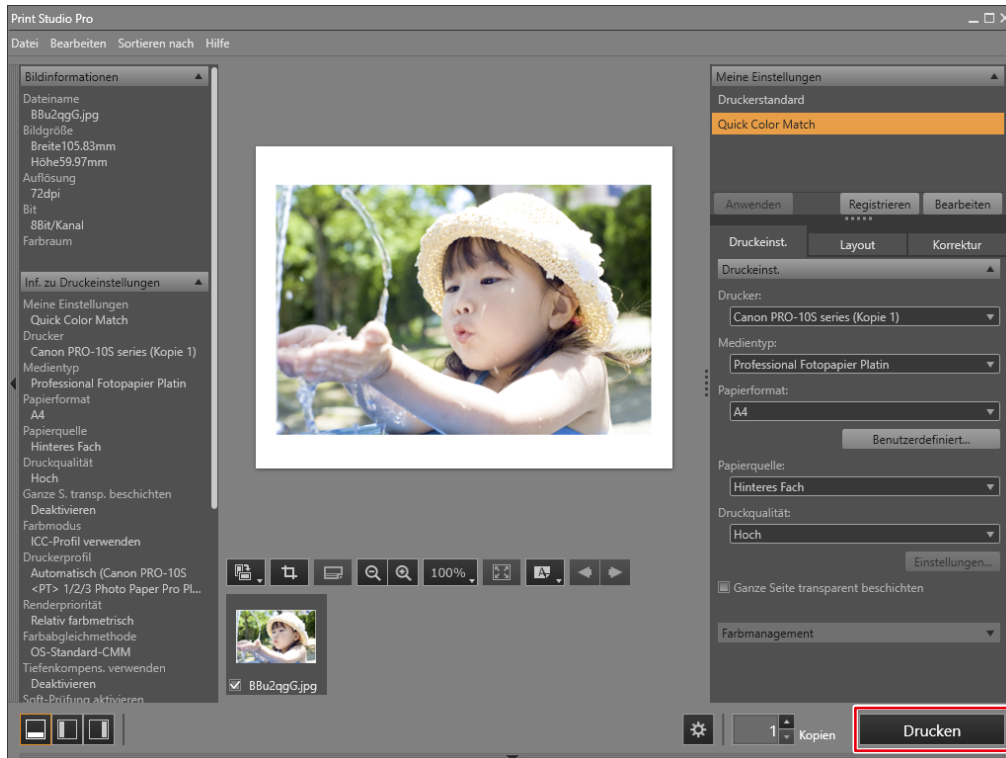 Print Studio Pro
Datei Bearbeiten Sortieren nach Hilfe
Bildinformationen
Dateiname
BBu2qgG.jpg
Bildgröße
Breite105.83mm
Höhe59.97mm
Auflösung
72dpi
Bit
8Bit/Kanal
Farbraum
Inf. zu Druckeinstellungen
Meine Einstellungen
Quick Color Match
Drucker
Canon PRO-10S series (Kopie 1)
Medientyp
Professional Fotopapier Platin
Papierformat
A4
Papierquelle
Hinteres Fach
Druckqualität
Hoch
Ganze S. transp. beschichten
Deaktivieren
Farbmodus
ICC-Profil verwenden
Druckerprofil
Automatisch (Canon PRO-10S
<PT> 1/2/3 Photo Paper Pro Pl...
Renderpriorität
Relativ farbmetrisch
Farbabgleichmethode
OS-Standard-CMM
Tiefenkompens. verwenden
Deaktivieren
Soft-Prüfung aktivieren
100%
BBu2qgG.jpg
Meine Einstellungen
Druckerstandard
Quick Color Match
Anwenden Registrieren Bearbeiten
Druckeinst. Layout Korrektur
Druckeinst.
Drucker:
Canon PRO-10S series (Kopie 1)
Medientyp:
Professional Fotopapier Platin
Papierformat:
A4
Benutzerdefiniert...
Papierquelle:
Hinteres Fach
Druckqualität:
Hoch
Einstellungen...
Ganze Seite transparent beschichten
Farbmanagement
1 Kopien Drucken